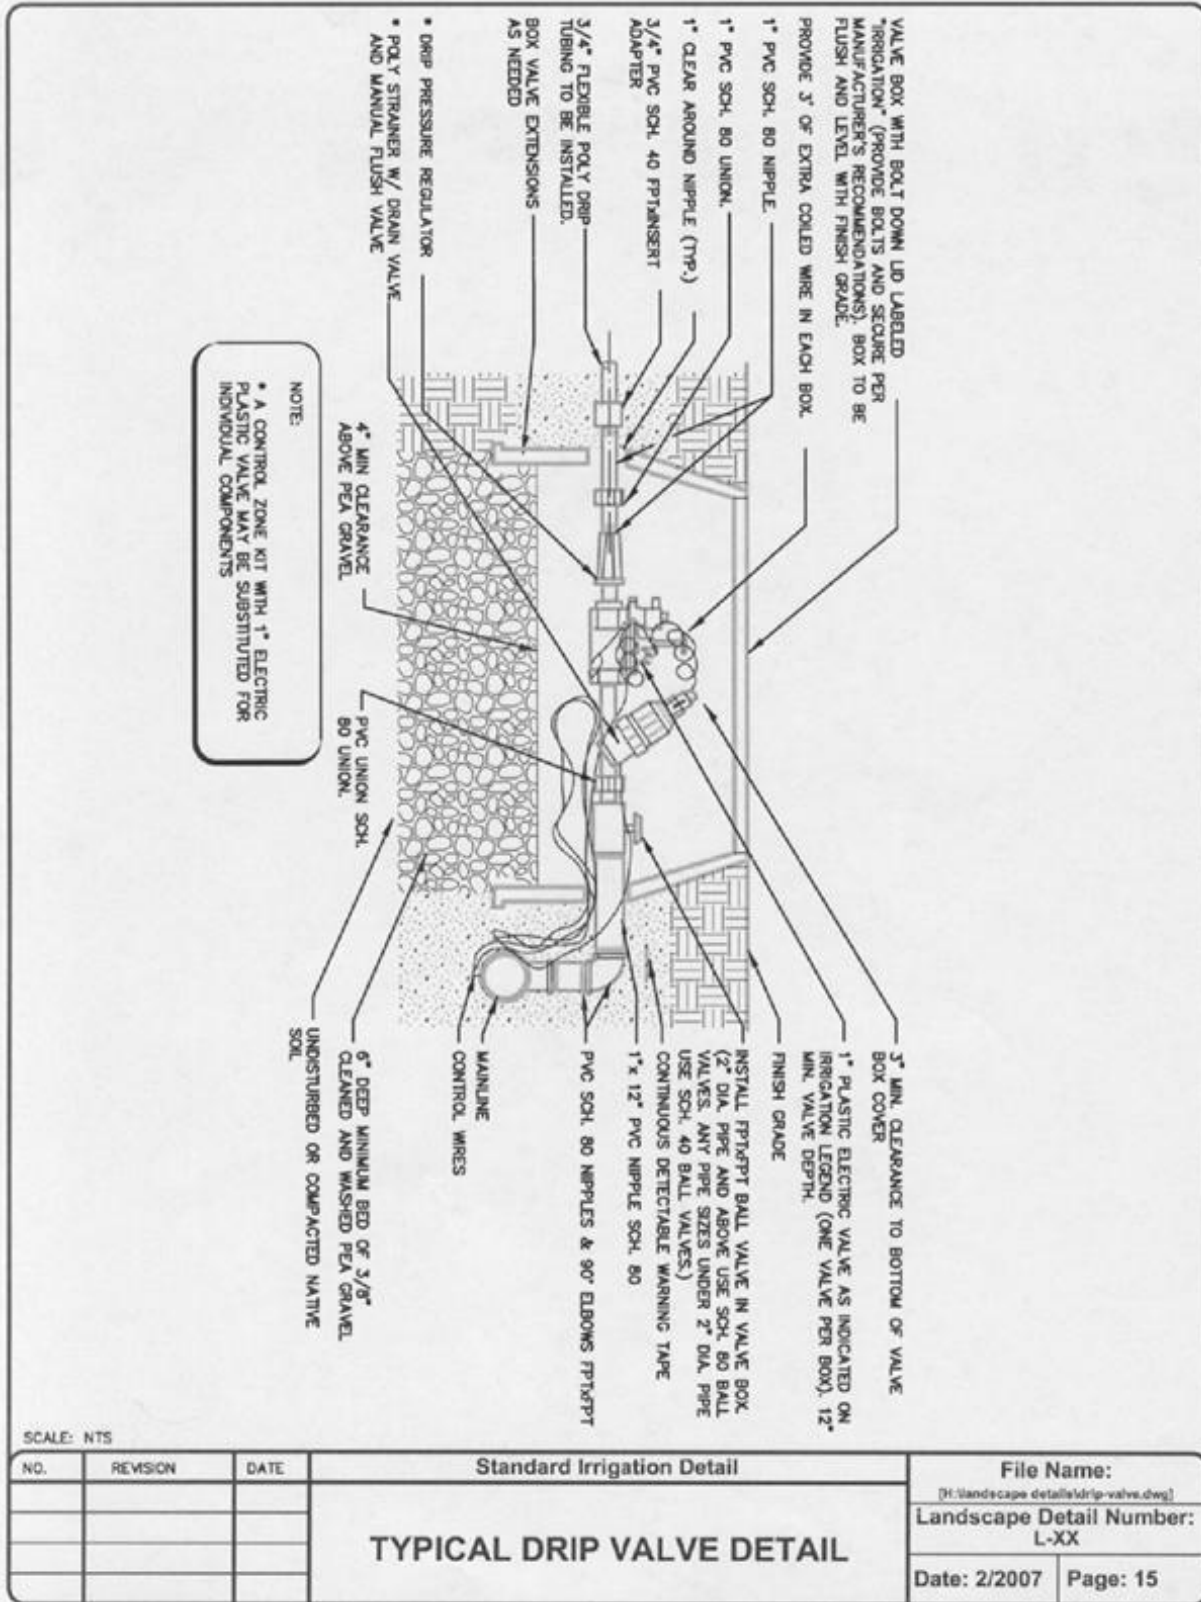 VALVE BOX WITH BOLT DOWN LID LABELED
"IRRIGATION" (PROVIDE BOLTS AND SECURE PER
MANUFACTURER'S RECOMMENDATIONS). BOX TO BE
FLUSH AND LEVEL WITH FINISH GRADE.
PROVIDE 3' OF EXTRA COILED WIRE IN EACH BOX.
1" PVC SCH. 80 NIPPLE.
1" PVC SCH. 80 UNION.
1" CLEAR AROUND NIPPLE (TYP.)
3/4" PVC SCH. 40 FPTxINSERT
ADAPTER
3/4" FLEXIBLE POLY DRIP
TUBING TO BE INSTALLED.
BOX VALVE EXTENSIONS
AS NEEDED
* DRIP PRESSURE REGULATOR
* POLY STRAINER W/ DRAIN VALVE
AND MANUAL FLUSH VALVE
3" MIN. CLEARANCE TO BOTTOM OF VALVE
BOX COVER
1" PLASTIC ELECTRIC VALVE AS INDICATED ON
IRRIGATION LEGEND (ONE VALVE PER BOX). 12"
MIN. VALVE DEPTH.
FINISH GRADE
INSTALL FPTxFPT BALL VALVE IN VALVE BOX.
(2" DIA. PIPE AND ABOVE USE SCH. 80 BALL
VALVES. ANY PIPE SIZES UNDER 2" DIA. PIPE
USE SCH. 40 BALL VALVES.)
CONTINUOUS DETECTABLE WARNING TAPE
1"x 12" PVC NIPPLE SCH. 80
PVC SCH. 80 NIPPLES & 90° ELBOWS FPTxFPT
MAINLINE
CONTROL WIRES
6" DEEP MINIMUM BED OF 3/8"
CLEANED AND WASHED PEA GRAVEL
UNDISTURBED OR COMPACTED NATIVE
SOIL
4" MIN CLEARANCE
ABOVE PEA GRAVEL
PVC UNION SCH.
80 UNION.
NOTE:
* A CONTROL ZONE KIT WITH 1" ELECTRIC
PLASTIC VALVE MAY BE SUBSTITUTED FOR
INDIVIDUAL COMPONENTS
SCALE: NTS
NO. REVISION DATE
Standard Irrigation Detail
TYPICAL DRIP VALVE DETAIL
File Name:
[H:\landscape details\drip-valve.dwg]
Landscape Detail Number:
L-XX
Date: 2/2007 Page: 15